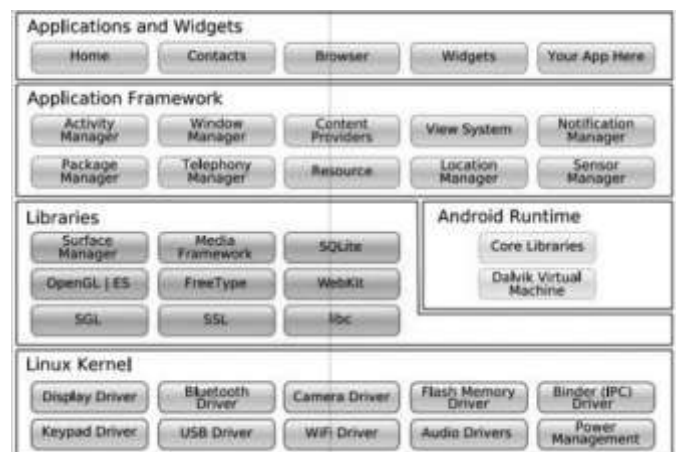 Applications and Widgets
Home
Contacts
Browser
Widgets
Your App Here
Application Framework
Activity
Manager
Window
Manager
Content
Providers
View System
Notification
Manager
Package
Manager
Telephony
Manager
Resource
Location
Manager
Sensor
Manager
Libraries
Surface
Manager
Media
Framework
SQLite
OpenGL | ES
FreeType
WebKit
SGL
SSL
libc
Android Runtime
Core Libraries
Dalvik Virtual
Machine
Linux Kernel
Display Driver
Bluetooth
Driver
Camera Driver
Flash Memory
Driver
Binder (IPC)
Driver
Keypad Driver
USB Driver
WiFi Driver
Audio Drivers
Power
Management